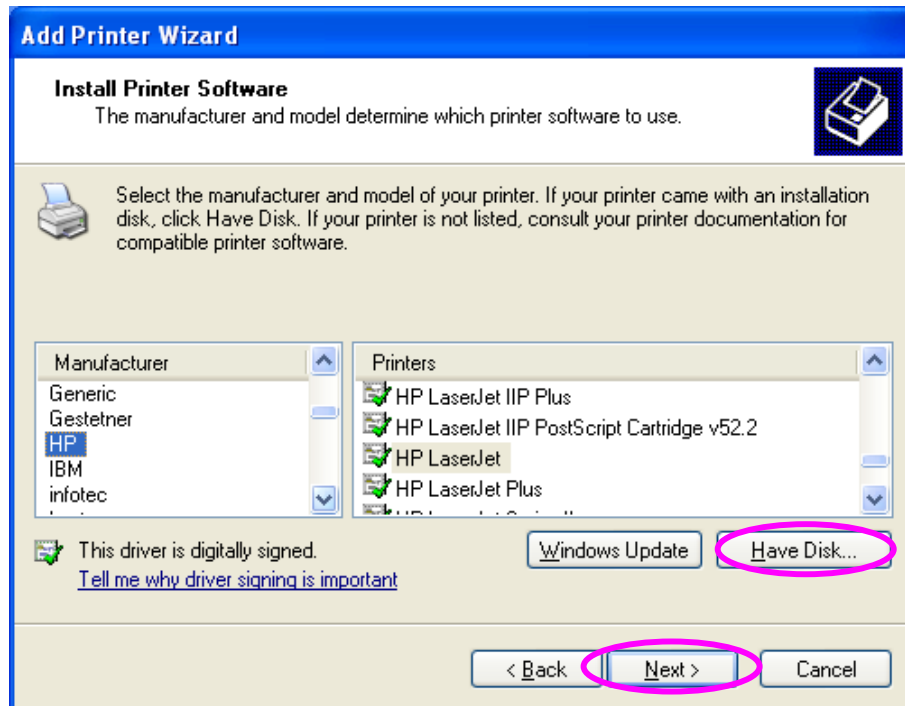 Add Printer Wizard
Install Printer Software
The manufacturer and model determine which printer software to use.
Select the manufacturer and model of your printer. If your printer came with an installation
disk, click Have Disk. If your printer is not listed, consult your printer documentation for
compatible printer software.
Manufacturer
Generic
Gestetner
HP
IBM
infotec
Printers
HP LaserJet IIP Plus
HP LaserJet IIP PostScript Cartridge v52.2
HP LaserJet
HP LaserJet Plus
This driver is digitally signed.
Tell me why driver signing is important
Windows Update
Have Disk...
< Back
Next >
Cancel